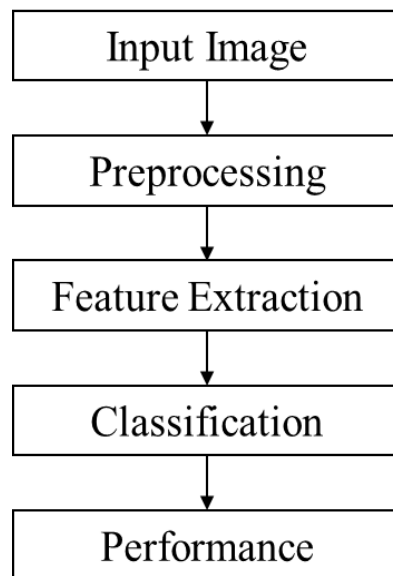 Input Image
Preprocessing
Feature Extraction
Classification
Performance